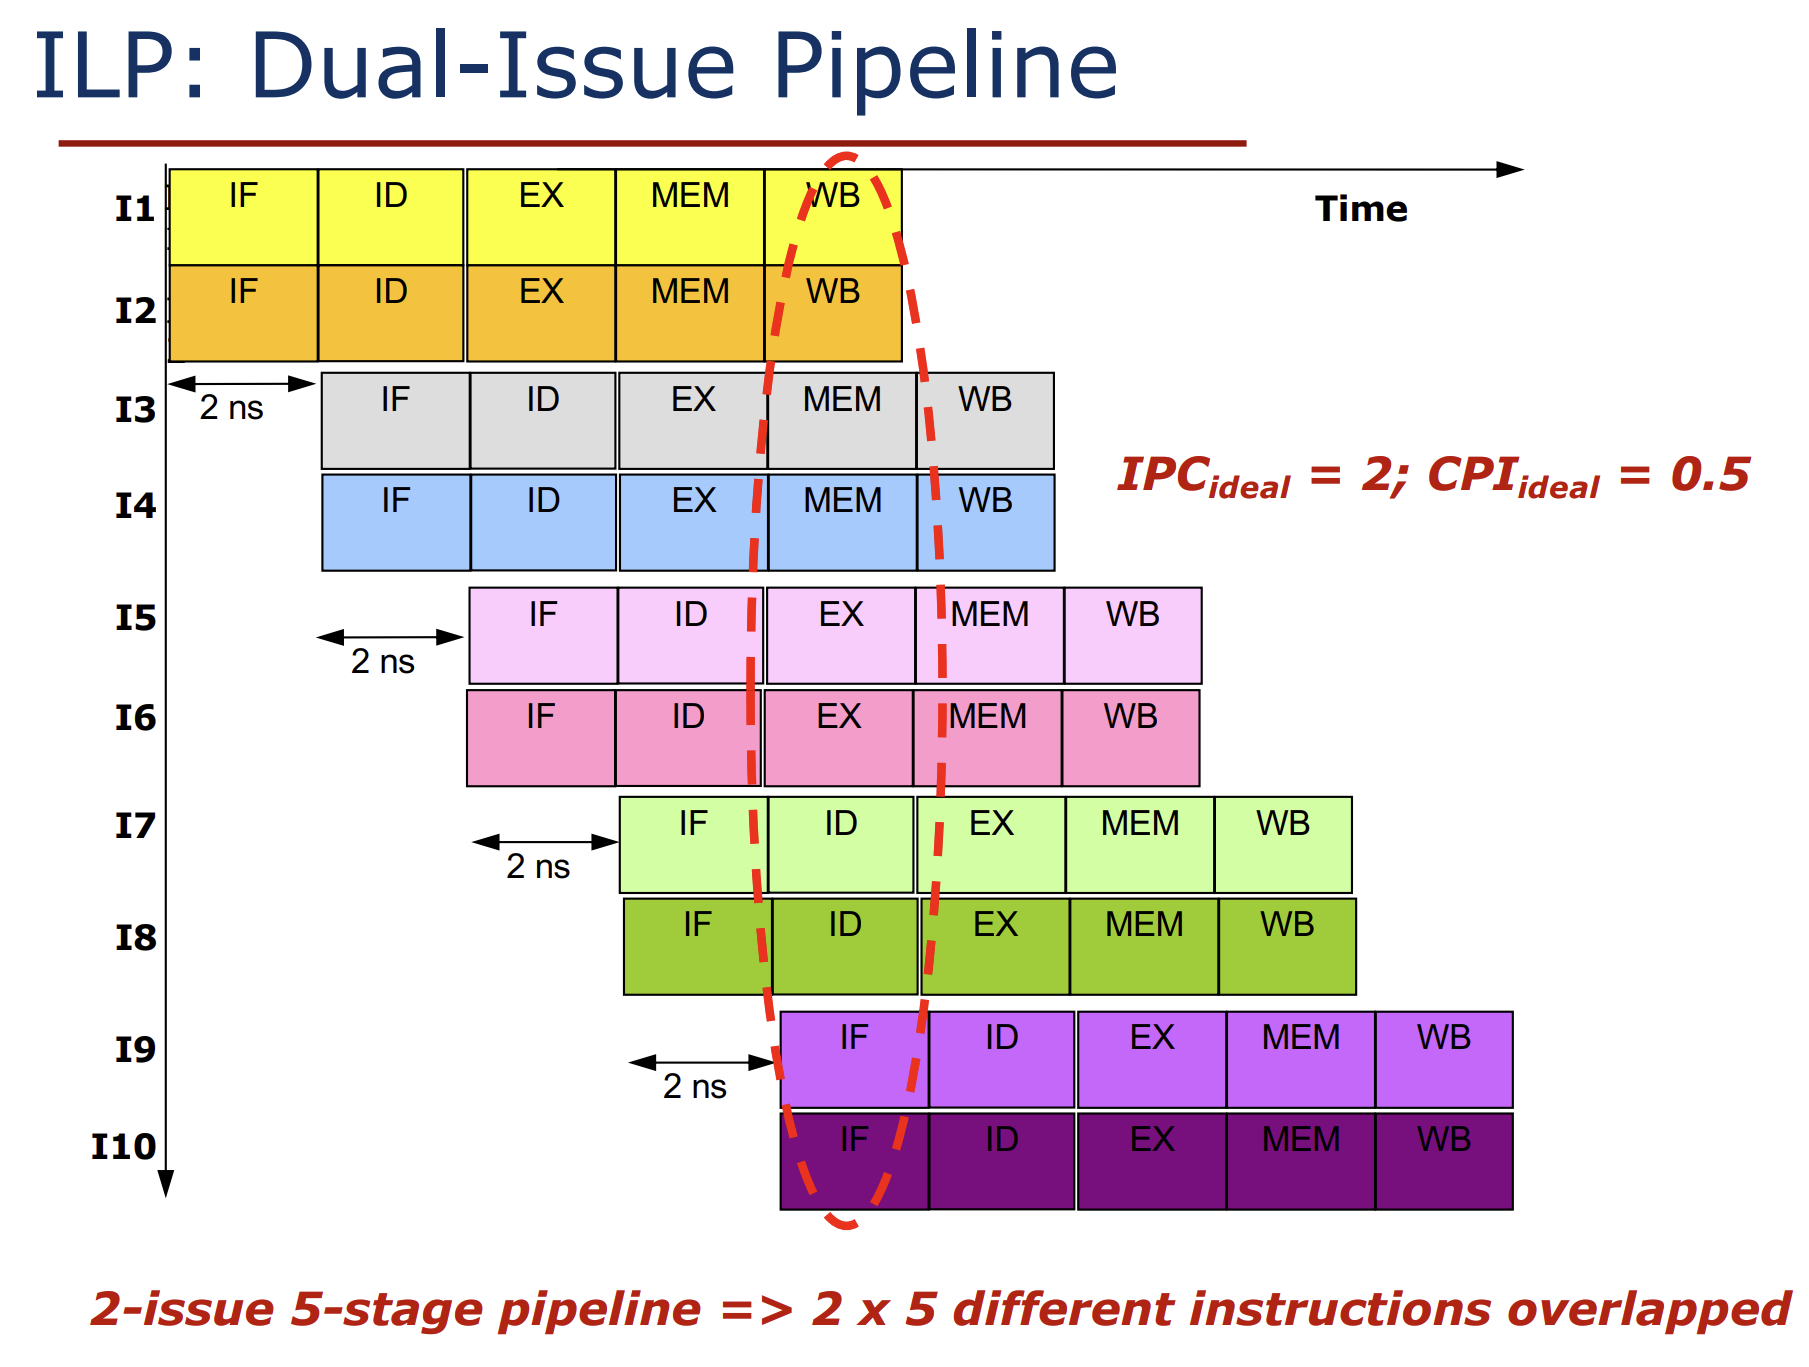 ILP: Dual-Issue Pipeline
Time
I1 IF ID EX MEM WB
I2 IF ID EX MEM WB
2 ns
I3 IF ID EX MEM WB
I4 IF ID EX MEM WB
IPCideal = 2; CPIideal = 0.5
I5 IF ID EX MEM WB
2 ns
I6 IF ID EX MEM WB
I7 IF ID EX MEM WB
2 ns
I8 IF ID EX MEM WB
I9 IF ID EX MEM WB
2 ns
I10 IF ID EX MEM WB
2-issue 5-stage pipeline => 2 x 5 different instructions overlapped